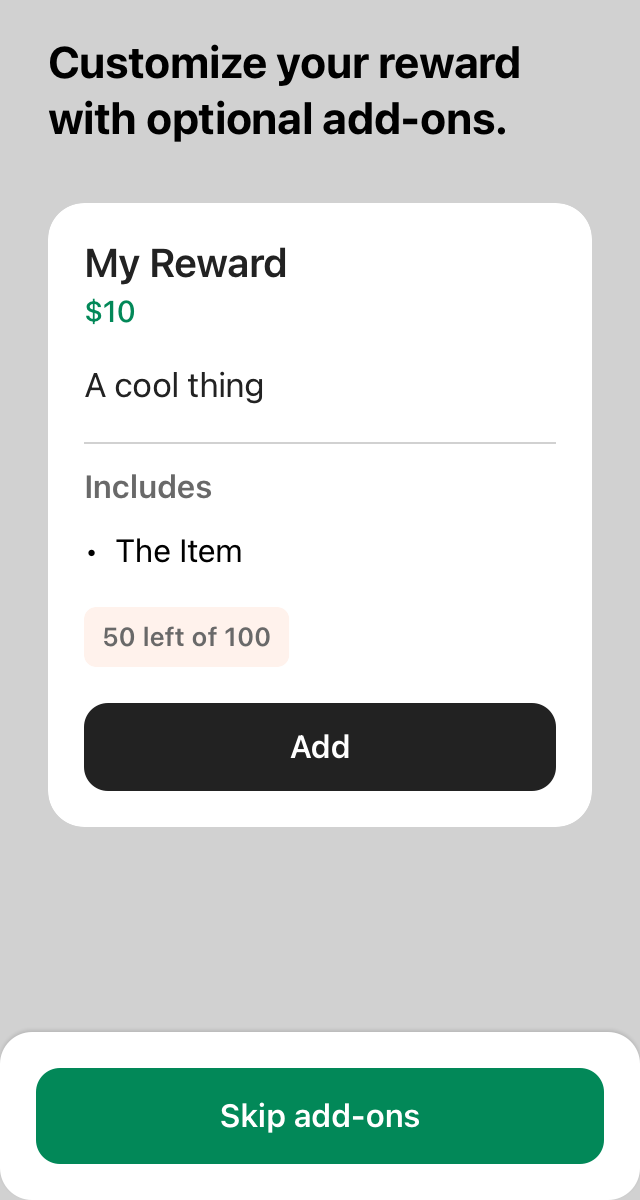 Customize your reward
with optional add-ons.
My Reward
$10
A cool thing
Includes
• The Item
50 left of 100
Add
Skip add-ons